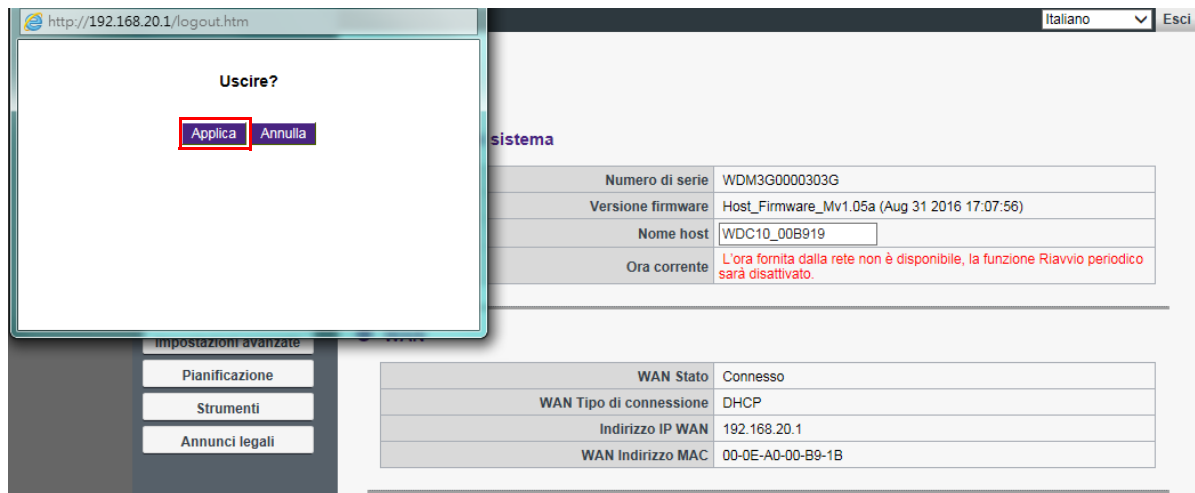 http://192.168.20.1/logout.htm
Uscire?
Applica Annulla
Italiano Esci
sistema
Numero di serie WDM3G0000303G
Versione firmware Host_Firmware_Mv1.05a (Aug 31 2016 17:07:56)
Nome host WDC10_00B919
Ora corrente L'ora fornita dalla rete non è disponibile, la funzione Riavvio periodico
sarà disattivato.
Impostazioni avanzate
Pianificazione
Strumenti
Annunci legali
WAN
WAN Stato Connesso
WAN Tipo di connessione DHCP
Indirizzo IP WAN 192.168.20.1
WAN Indirizzo MAC 00-0E-A0-00-B9-1B